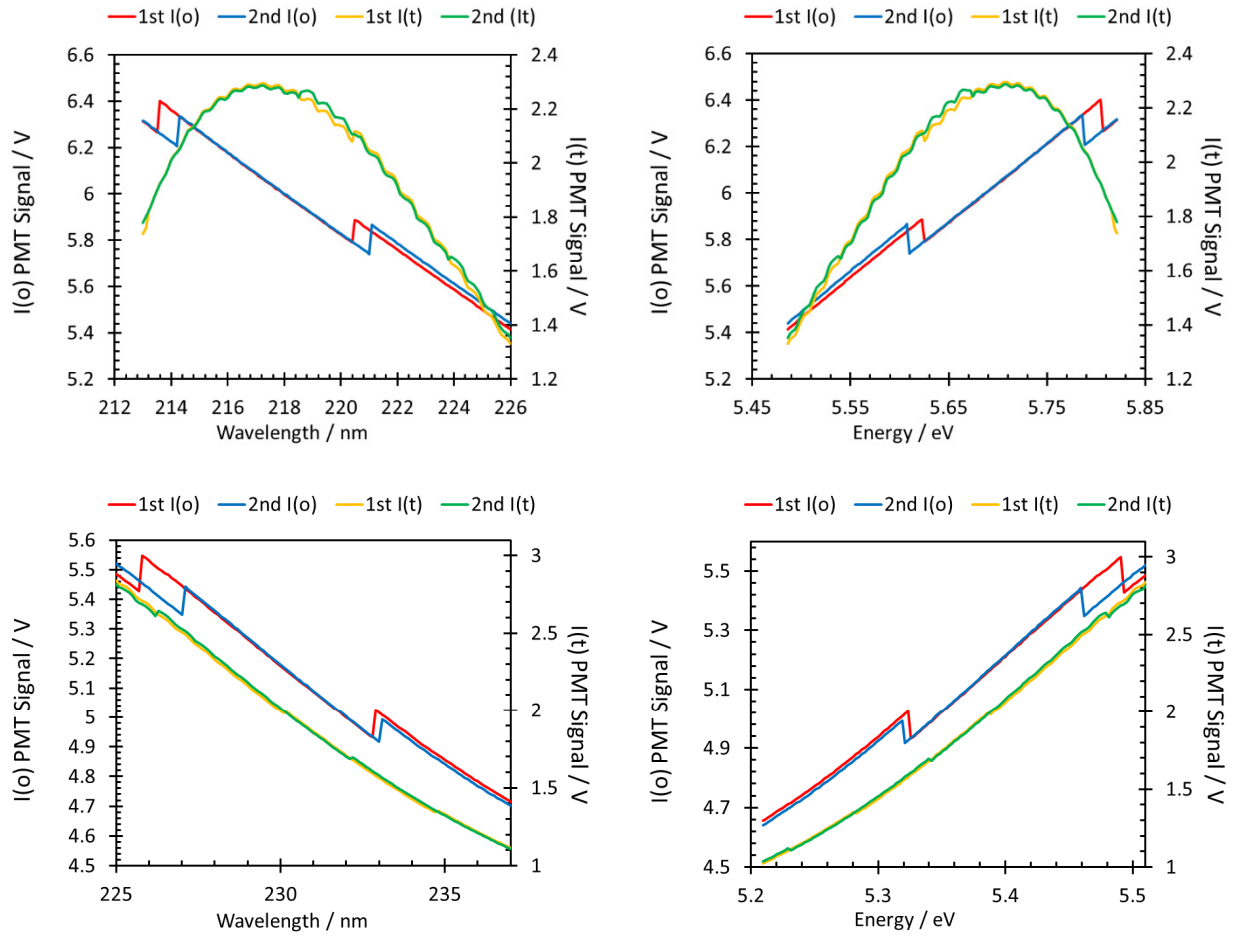 1st I(o) 2nd I(o) 1st I(t) 2nd (It)
6.6
6.4
6.2
6
5.8
5.6
5.4
5.2
2.4
2.2
2
1.8
1.6
1.4
1.2
I(o) PMT Signal / V
I(t) PMT Signal / V
212 214 216 218 220 222 224 226
Wavelength / nm
1st I(o) 2nd I(o) 1st I(t) 2nd I(t)
6.6
6.4
6.2
6
5.8
5.6
5.4
5.2
2.4
2.2
2
1.8
1.6
1.4
1.2
I(o) PMT Signal / V
I(t) PMT Signal / V
5.45 5.55 5.65 5.75 5.85
Energy / eV
1st I(o) 2nd I(o) 1st I(t) 2nd I(t)
5.6
5.5
5.4
5.3
5.2
5.1
5
4.9
4.8
4.7
4.6
4.5
3
2.5
2
1.5
1
I(o) PMT Signal / V
I(t) PMT Signal / V
225 230 235
Wavelength / nm
1st I(o) 2nd I(o) 1st I(t) 2nd I(t)
5.5
5.3
5.1
4.9
4.7
4.5
3
2.5
2
1.5
1
I(o) PMT Signal / V
I(t) PMT Signal / V
5.2 5.3 5.4 5.5
Energy / eV